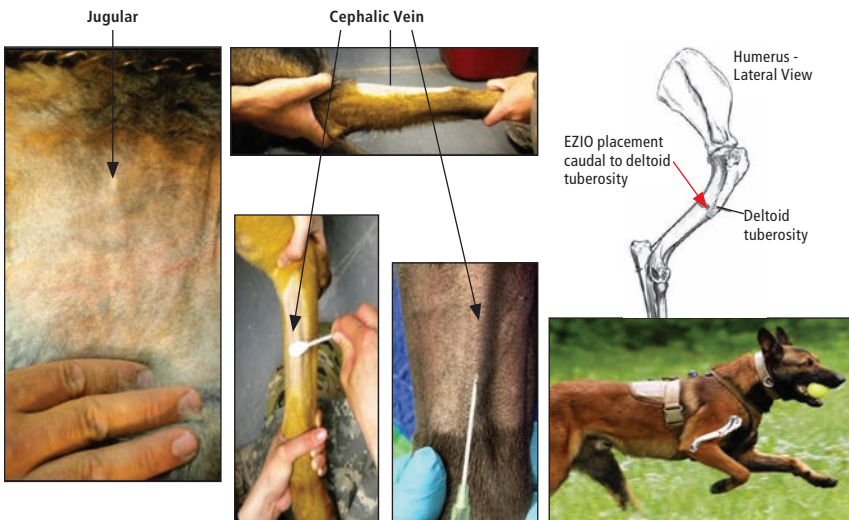 Jugular
Cephalic Vein
Humerus -
Lateral View
EZIO placement
caudal to deltoid
tuberosity
Deltoid
tuberosity